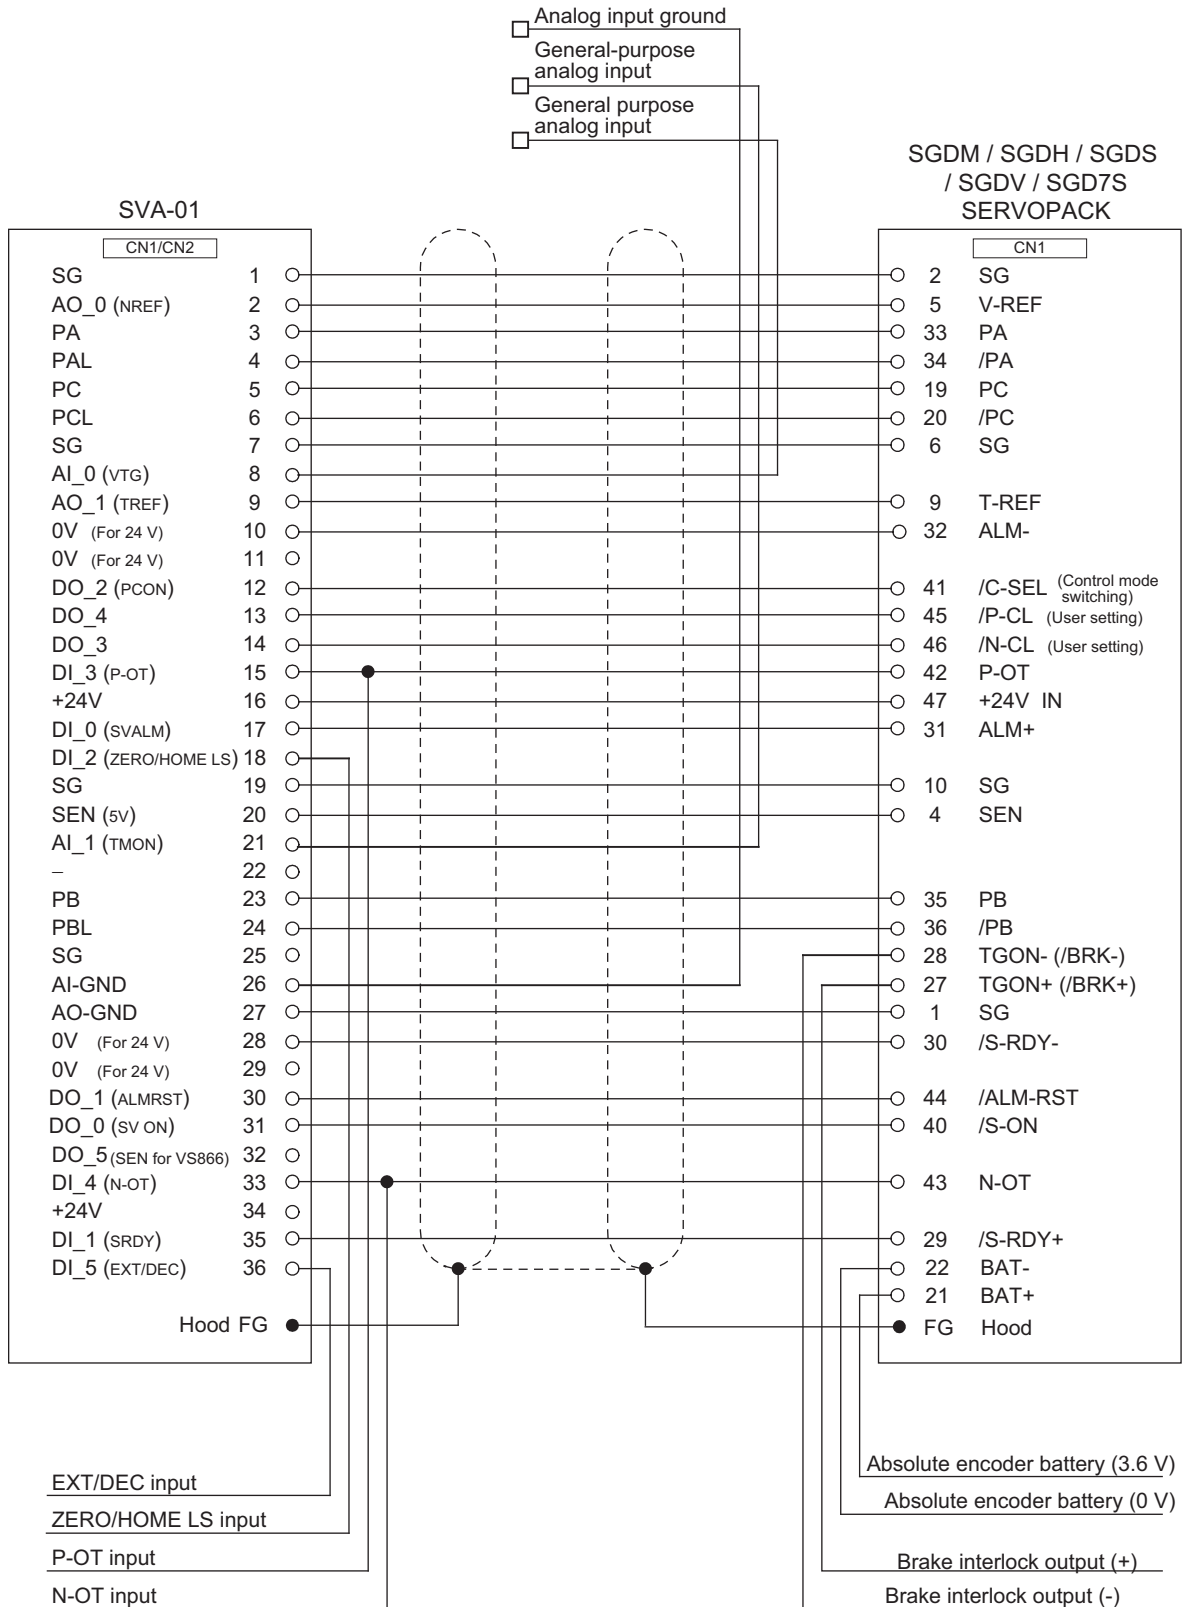 Analog input ground
General-purpose
analog input
General purpose
analog input
SGDM / SGDH / SGDS
/ SGDV / SGD7S
SERVOPACK
SVA-01
CN1/CN2
CN1
SG 1 2 SG
AO_0 (NREF) 2 5 V-REF
PA 3 33 PA
PAL 4 34 /PA
PC 5 19 PC
PCL 6 20 /PC
SG 7 6 SG
AI_0 (VTG) 8
AO_1 (TREF) 9 9 T-REF
0V (For 24 V) 10 32 ALM-
0V (For 24 V) 11
DO_2 (PCON) 12 41 /C-SEL (Control mode switching)
DO_4 13 45 /P-CL (User setting)
DO_3 14 46 /N-CL (User setting)
DI_3 (P-OT) 15 42 P-OT
+24V 16 47 +24V IN
DI_0 (SVALM) 17 31 ALM+
DI_2 (ZERO/HOME LS) 18
SG 19 10 SG
SEN (5V) 20 4 SEN
AI_1 (TMON) 21
– 22
PB 23 35 PB
PBL 24 36 /PB
SG 25 28 TGON- (/BRK-)
AI-GND 26 27 TGON+ (/BRK+)
AO-GND 27 1 SG
0V (For 24 V) 28 30 /S-RDY-
0V (For 24 V) 29
DO_1 (ALMRST) 30 44 /ALM-RST
DO_0 (SV ON) 31 40 /S-ON
DO_5 (SEN for VS866) 32
DI_4 (N-OT) 33 43 N-OT
+24V 34
DI_1 (SRDY) 35 29 /S-RDY+
DI_5 (EXT/DEC) 36 22 BAT-
21 BAT+
Hood FG FG Hood
Absolute encoder battery (3.6 V)
EXT/DEC input
Absolute encoder battery (0 V)
ZERO/HOME LS input
P-OT input
Brake interlock output (+)
N-OT input
Brake interlock output (-)